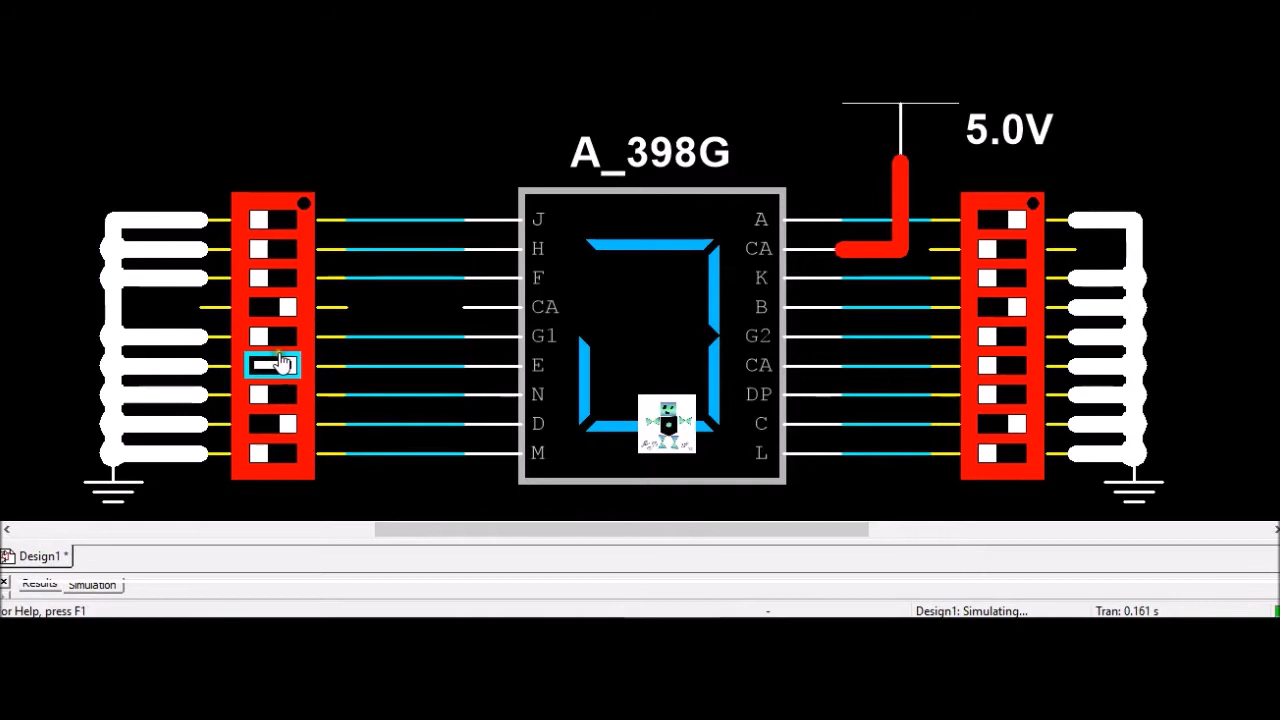 A_398G
5.0V
J
H
F
CA
G1
E
N
D
M
A
CA
K
B
G2
CA
DP
C
L
Design1 *
Results
Simulation
or Help, press F1
-
Design1: Simulating...
Tran: 0.161 s